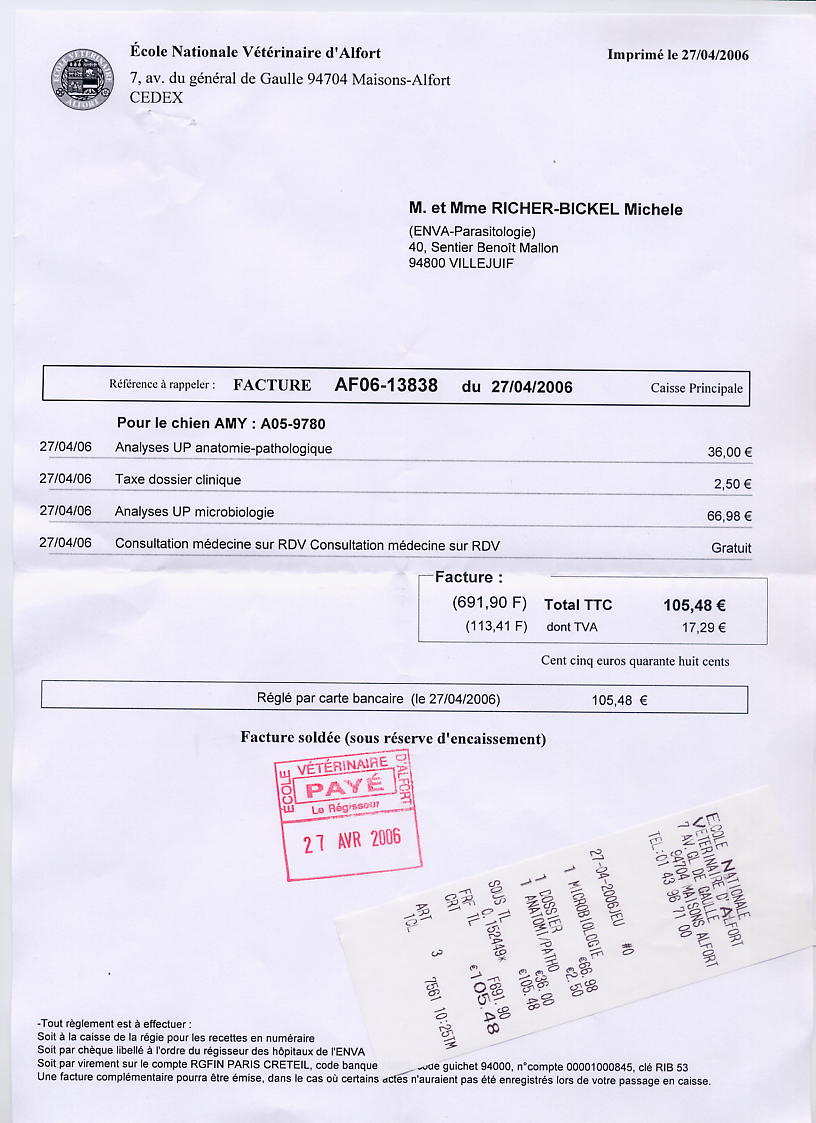 École Nationale Vétérinaire d'Alfort
7, av. du général de Gaulle 94704 Maisons-Alfort
CEDEX
Imprimé le 27/04/2006
ÉCOLE VÉTÉRINAIRE
ALFORT
M. et Mme RICHER-BICKEL Michele
(ENVA-Parasitologie)
40, Sentier Benoît Mallon
94800 VILLEJUIF
Référence à rappeler : FACTURE AF06-13838 du 27/04/2006 Caisse Principale
Pour le chien AMY : A05-9780
27/04/06 Analyses UP anatomie-pathologique 36,00 €
27/04/06 Taxe dossier clinique 2,50 €
27/04/06 Analyses UP microbiologie 66,98 €
27/04/06 Consultation médecine sur RDV Consultation médecine sur RDV Gratuit
Facture :
(691,90 F) Total TTC 105,48 €
(113,41 F) dont TVA 17,29 €
Cent cinq euros quarante huit cents
Réglé par carte bancaire (le 27/04/2006) 105,48 €
Facture soldée (sous réserve d'encaissement)
ÉCOLE VÉTÉRINAIRE D'ALFORT
PAYÉ
Le Régisseur
27 AVR 2006
ECOLE NATIONALE
VETERINAIRE D'ALFORT
7 AV.GL DE GAULLE
94704 MAISONS ALFORT
TEL:01 43 96 71 00
27-04-2006JEU #0
1 MICROBIOLOGIE €66.98
1 DOSSIER €2.50
1 ANATOMI/PATHO €36.00
SOUS TL €105.48
0.152449*
FRF TL F691.90
CRT €105.48
ART 3
1CL 7561 10:25TM
-Tout règlement est à effectuer :
Soit à la caisse de la régie pour les recettes en numéraire
Soit par chèque libellé à l'ordre du régisseur des hôpitaux de l'ENVA
Soit par virement sur le compte RGFIN PARIS CRETEIL, code banque code guichet 94000, n°compte 00001000845, clé RIB 53
Une facture complémentaire pourra être émise, dans le cas où certains actes n'auraient pas été enregistrés lors de votre passage en caisse.